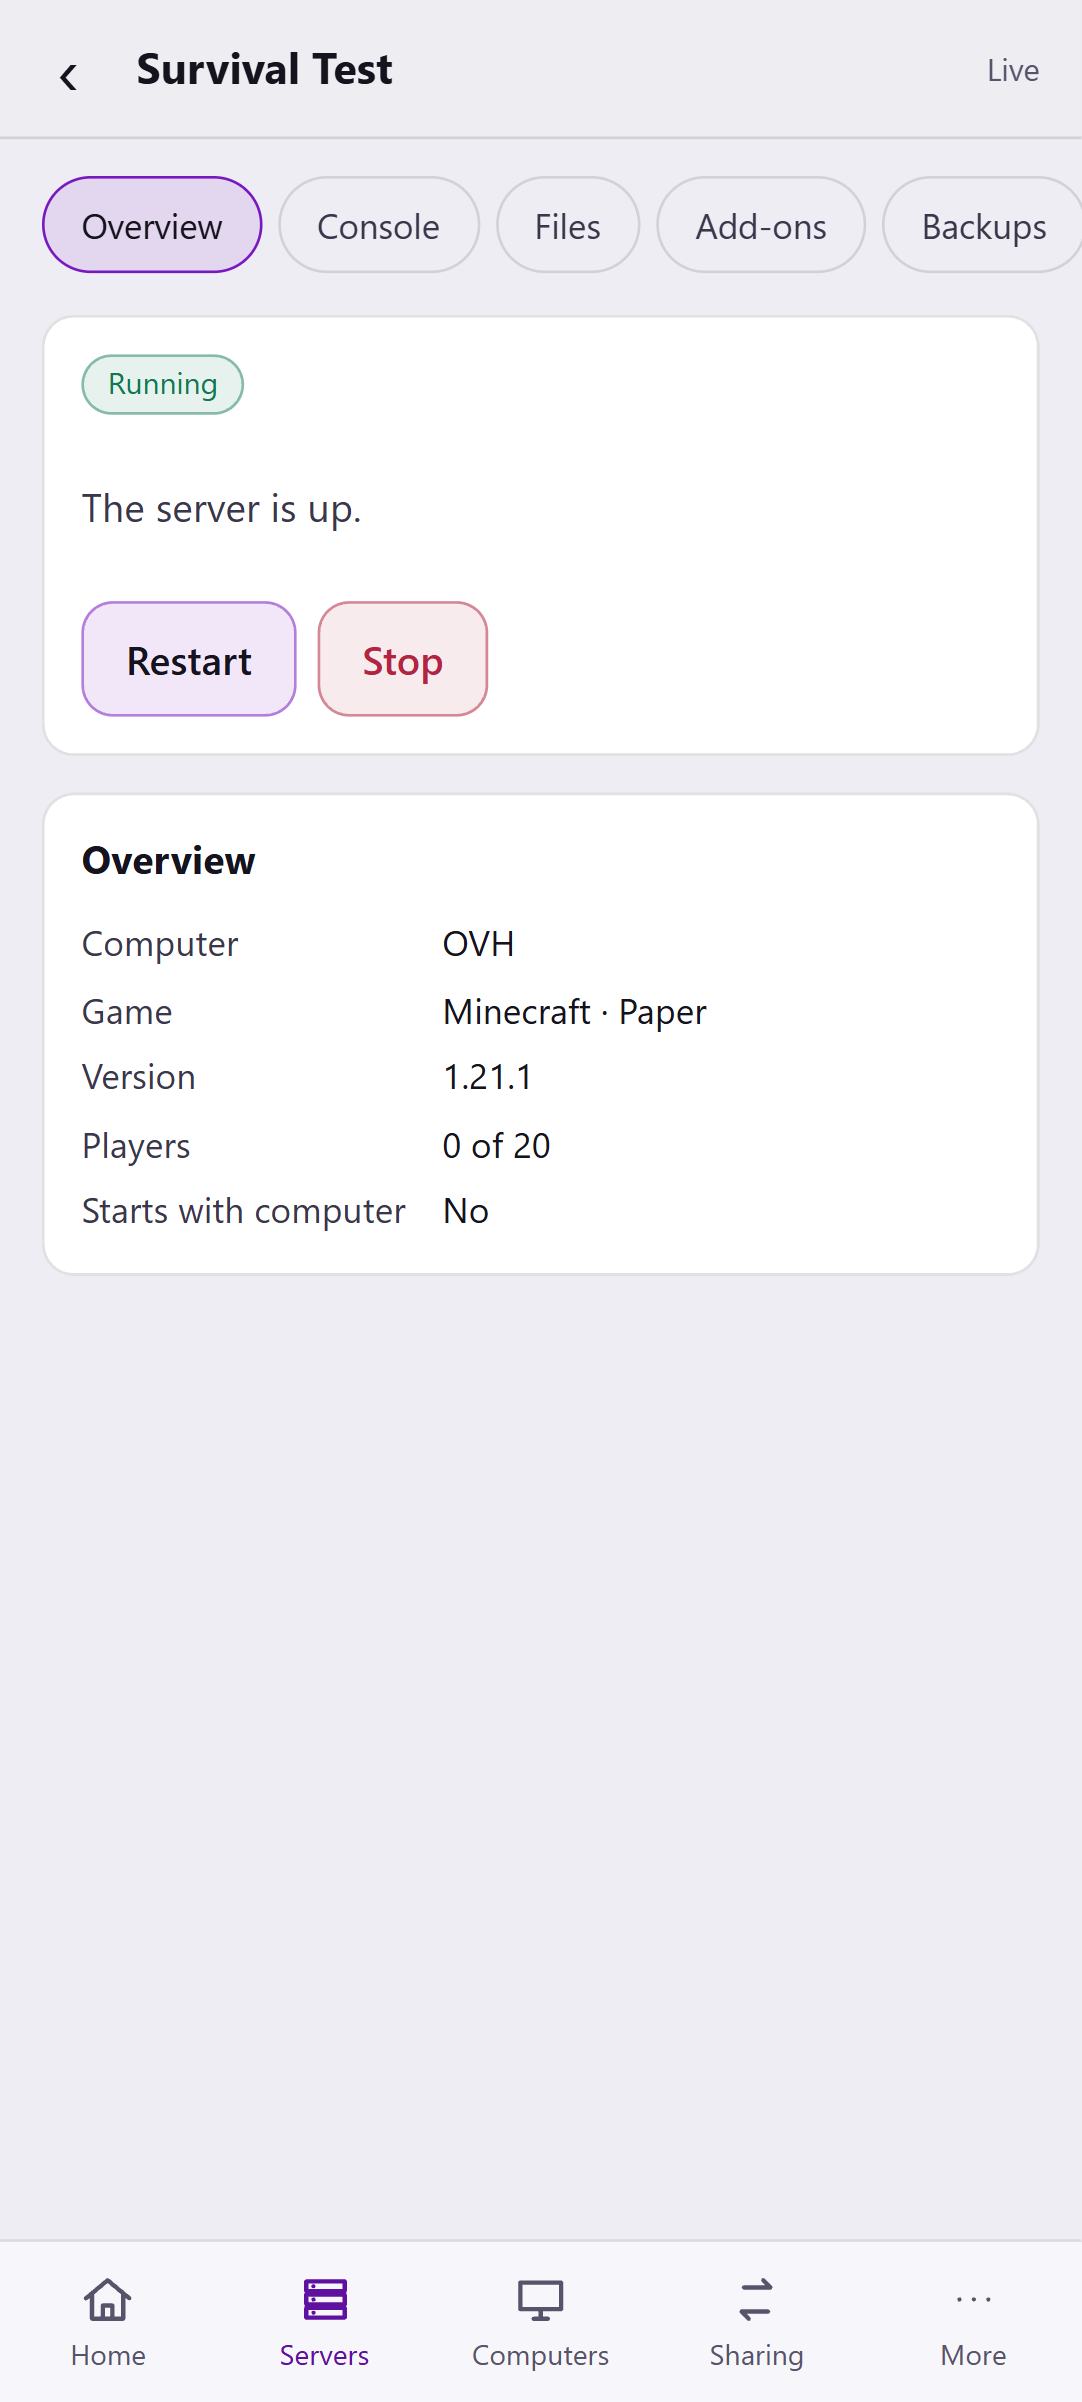 ‹ Survival Test Live
Overview Console Files Add-ons Backups
Running
The server is up.
Restart Stop
Overview
Computer OVH
Game Minecraft · Paper
Version 1.21.1
Players 0 of 20
Starts with computer No
Home Servers Computers Sharing More